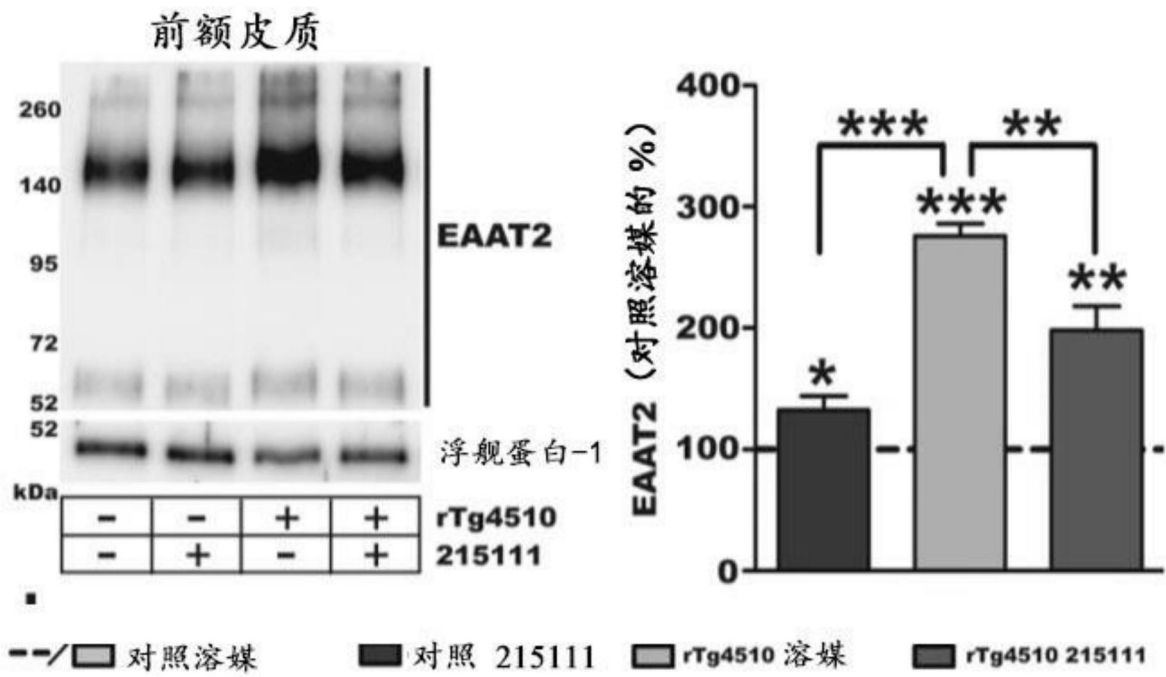 前额皮质
260
140
95
72
52
52
kDa
EAAT2
浮舰蛋白-1
- - + + rTg4510
- + - + 215111
EAAT2（对照溶媒的 %）
400
300
200
100
0
*** **
*
***
**
--/ 对照溶媒
对照 215111
rTg4510 溶媒
rTg4510 215111